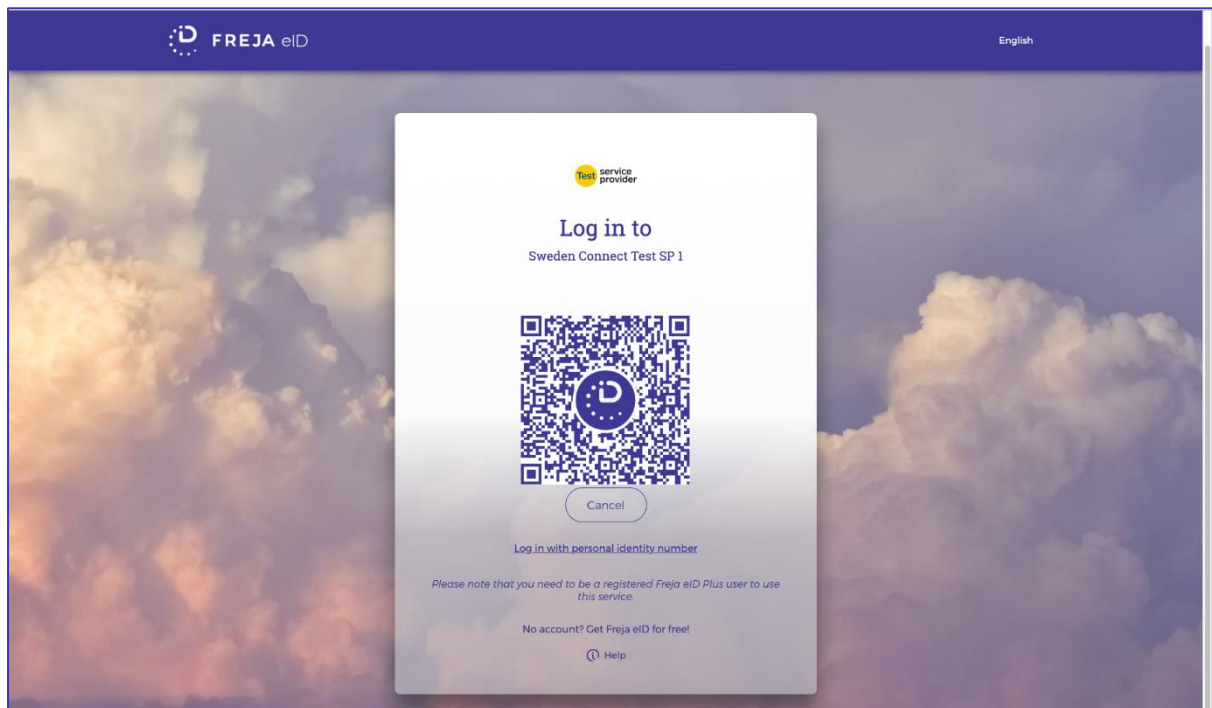 FREJA eID
English
Test service
provider
Log in to
Sweden Connect Test SP 1
Cancel
Log in with personal identity number
Please note that you need to be a registered Freja eID Plus user to use
this service.
No account? Get Freja eID for free!
Help